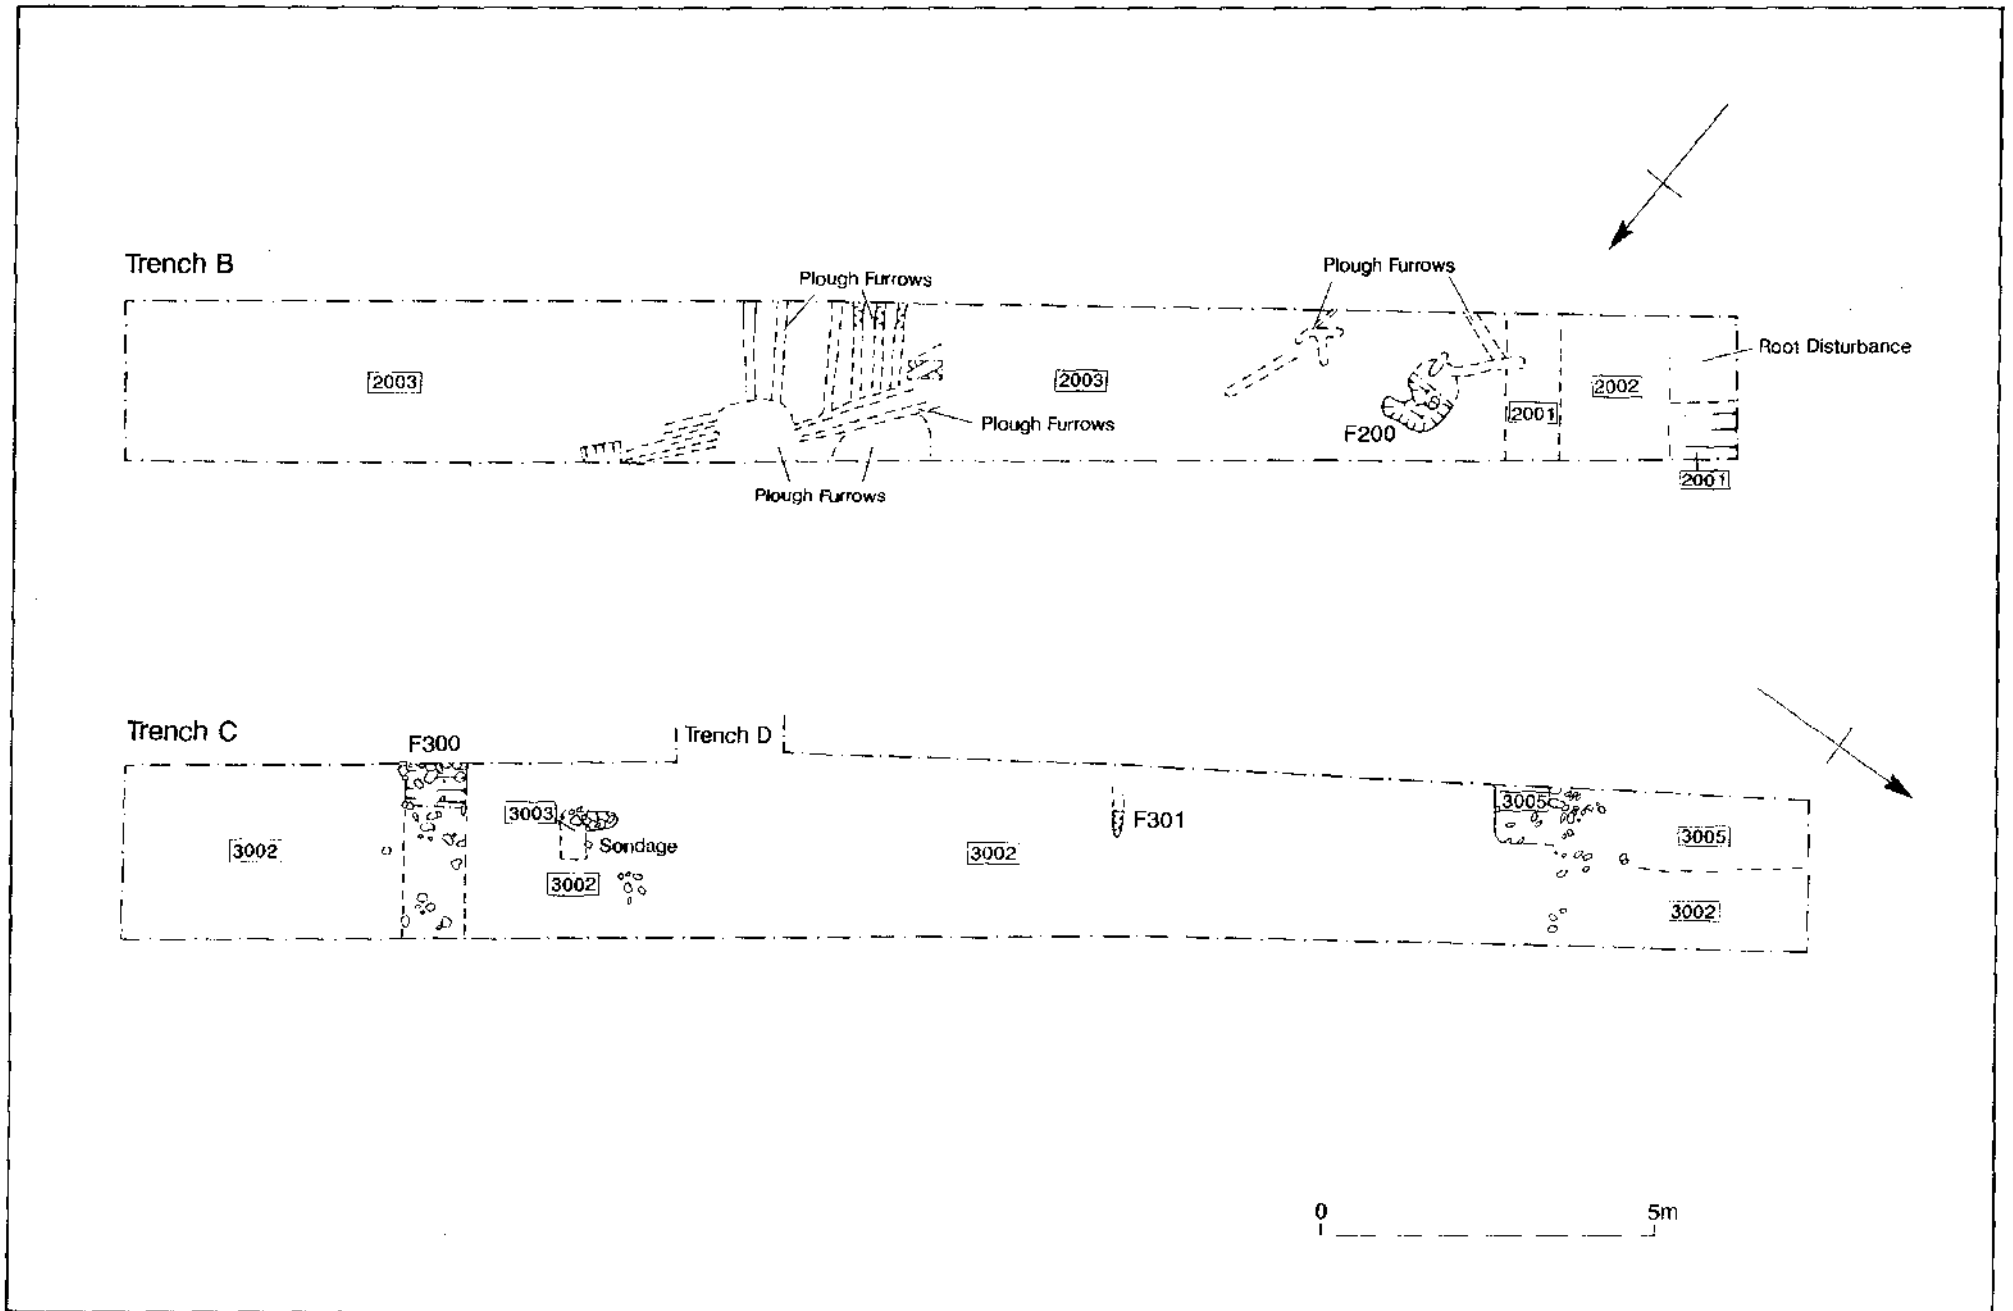 Trench B
Plough Furrows
Plough Furrows
Root Disturbance
2003
2003
2002
2001
F200
Plough Furrows
2001
Plough Furrows
Trench C
F300
Trench D
3003
Sondage
3002
3002
3002
F301
3005
3005
3002
0 5m